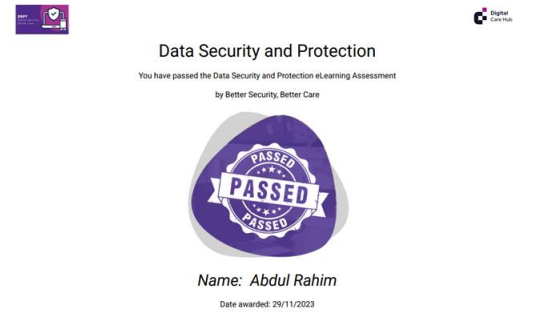 DSPT
Digital
Care Hub
Data Security and Protection
You have passed the Data Security and Protection eLearning Assessment
by Better Security, Better Care
PASSED
PASSED
PASSED
Name: Abdul Rahim
Date awarded: 29/11/2023